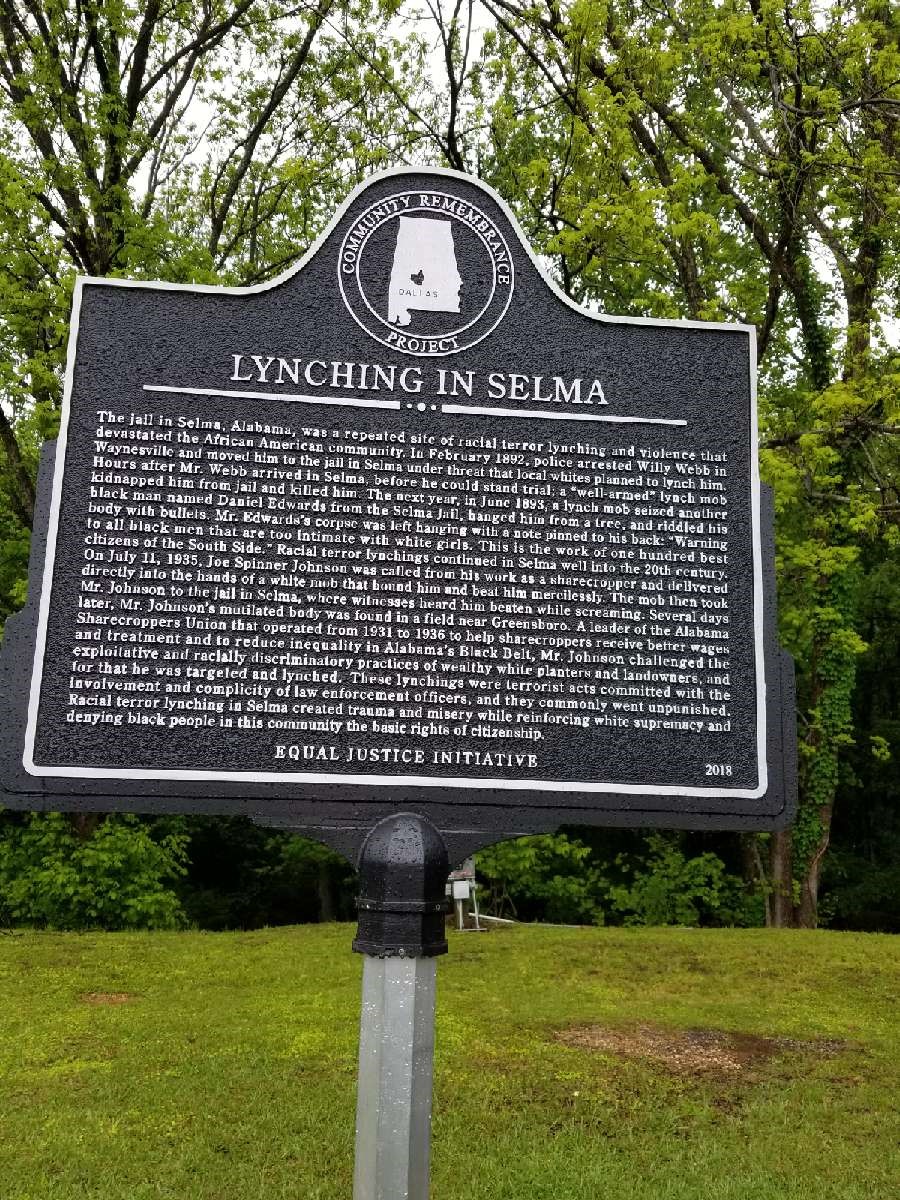 COMMUNITY REMEMBRANCE
DALLAS
PROJECT
LYNCHING IN SELMA
The jail in Selma, Alabama, was a repeated site of racial terror lynching and violence that
devastated the African American community. In February 1892, police arrested Willy Webb in
Waynesville and moved him to the jail in Selma under threat that local whites planned to lynch him.
Hours after Mr. Webb arrived in Selma, before he could stand trial, a "well-armed" lynch mob
kidnapped him from jail and killed him. The next year, in June 1893, a lynch mob seized another
black man named Daniel Edwards from the Selma Jail, hanged him from a tree, and riddled his
body with bullets. Mr. Edwards's corpse was left hanging with a note pinned to his back: "Warning
to all black men that are too intimate with white girls. This is the work of one hundred best
citizens of the South Side." Racial terror lynchings continued in Selma well into the 20th century.
On July 11, 1935, Joe Spinner Johnson was called from his work as a sharecropper and delivered
directly into the hands of a white mob that bound him and beat him mercilessly. The mob then took
Mr. Johnson to the jail in Selma, where witnesses heard him beaten while screaming. Several days
later, Mr. Johnson's mutilated body was found in a field near Greensboro. A leader of the Alabama
Sharecroppers Union that operated from 1931 to 1936 to help sharecroppers receive better wages
and treatment and to reduce inequality in Alabama's Black Belt, Mr. Johnson challenged the
exploitative and racially discriminatory practices of wealthy white planters and landowners, and
for that he was targeted and lynched. These lynchings were terrorist acts committed with the
involvement and complicity of law enforcement officers, and they commonly went unpunished.
Racial terror lynching in Selma created trauma and misery while reinforcing white supremacy and
denying black people in this community the basic rights of citizenship.
EQUAL JUSTICE INITIATIVE
2018